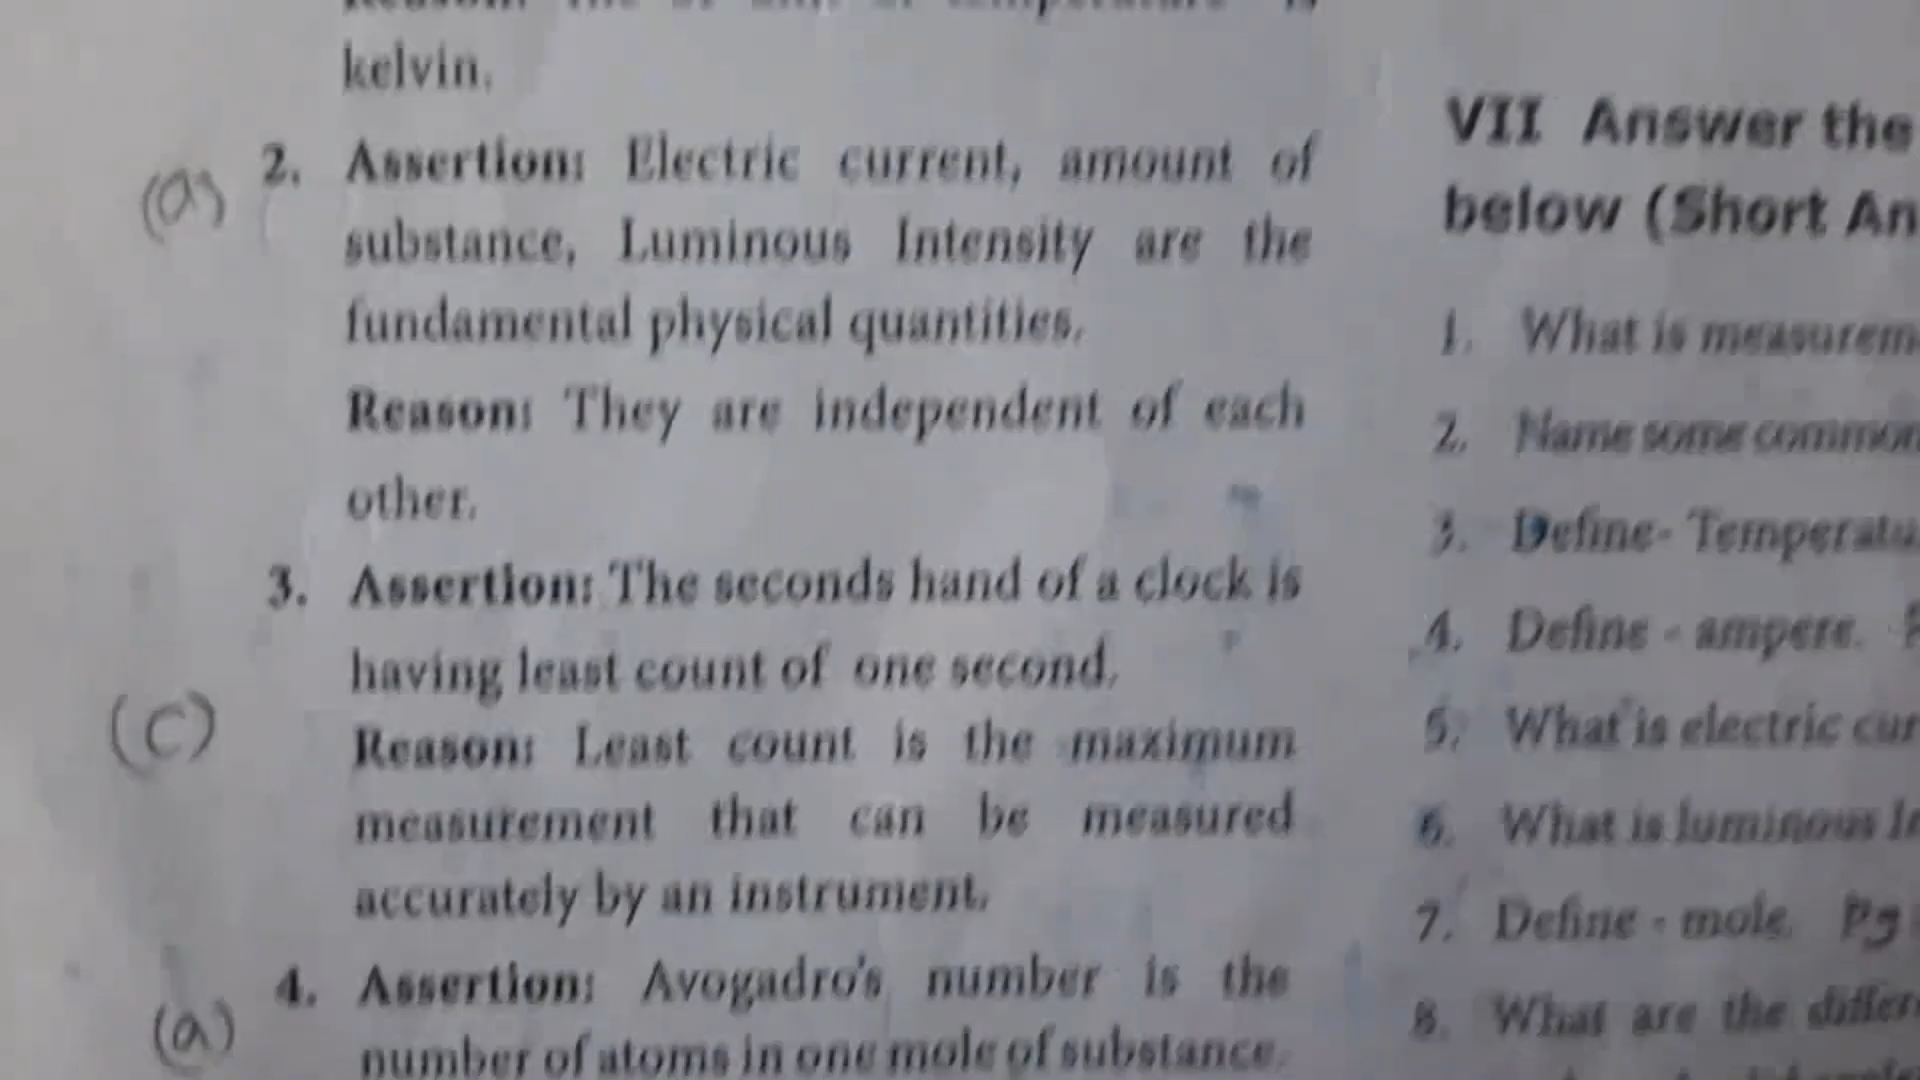 kelvin.
(a) 2. Assertion: Electric current, amount of
substance, Luminous Intensity are the
fundamental physical quantities.
Reason: They are independent of each
other.
3. Assertion: The seconds hand of a clock is
having least count of one second.
(c) Reason: Least count is the maximum
measurement that can be measured
accurately by an instrument.
(a) 4. Assertion: Avogadro's number is the
number of atoms in one mole of substance.
VII Answer the
below (Short An
1. What is measurem
2. Name some common
3. Define- Temperatu
4. Define - ampere.
5. What is electric cur
6. What is luminous In
7. Define - mole. Pg
8. What are the differ